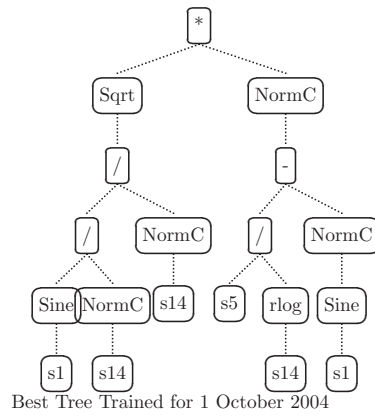 *
Sqrt NormC
/ -
/ NormC / NormC
Sine NormC s14 s5 rlog Sine
s1 s14 s14 s1
Best Tree Trained for 1 October 2004